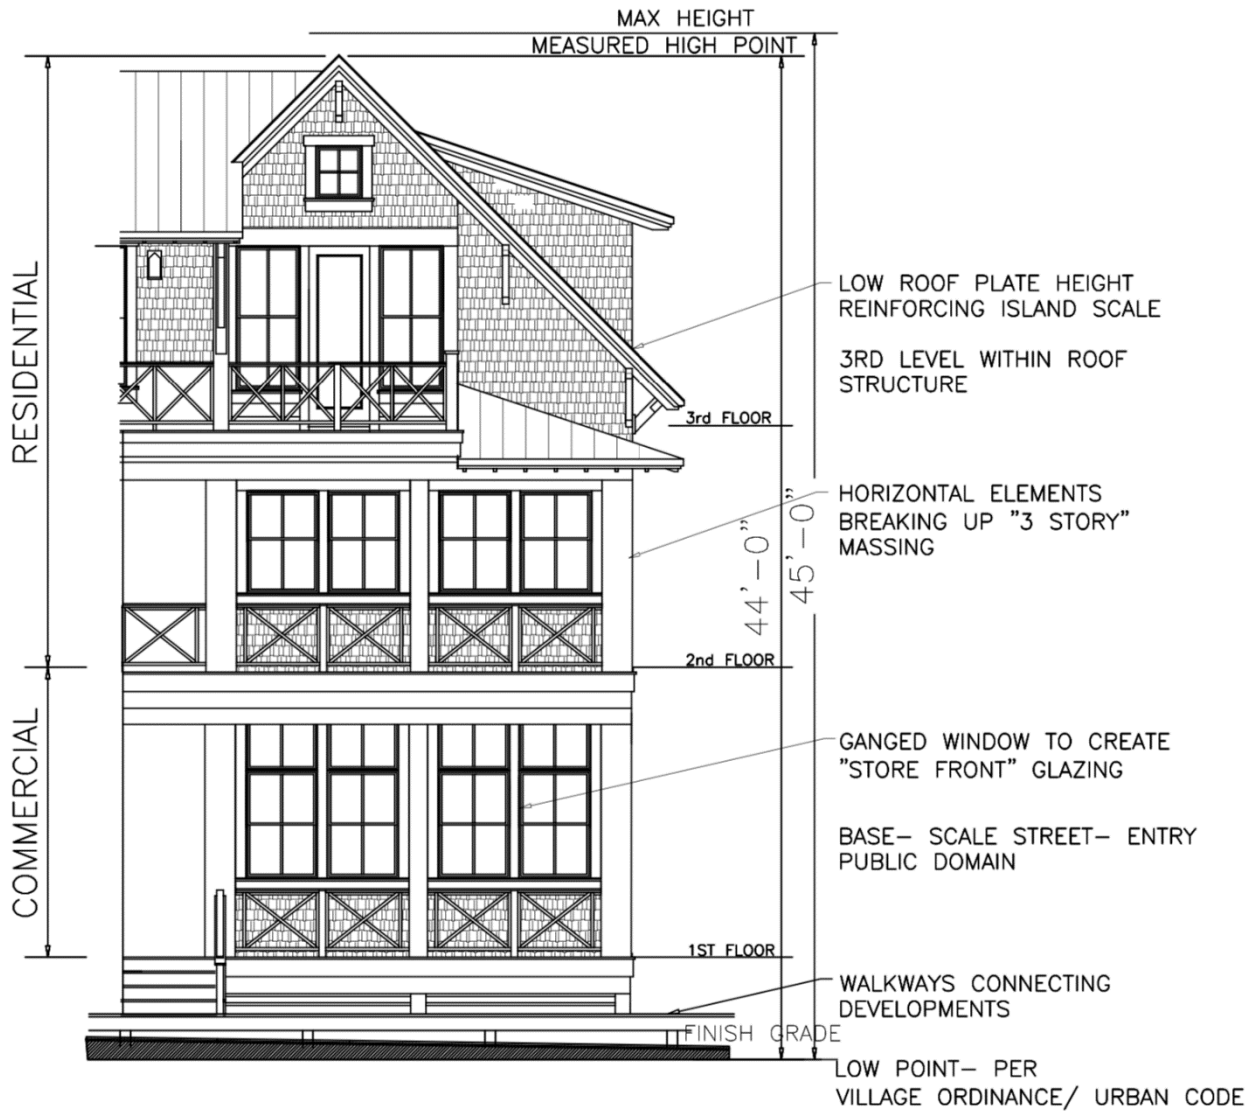 MAX HEIGHT
MEASURED HIGH POINT
RESIDENTIAL
LOW ROOF PLATE HEIGHT
REINFORCING ISLAND SCALE
3RD LEVEL WITHIN ROOF
STRUCTURE
3rd FLOOR
HORIZONTAL ELEMENTS
BREAKING UP "3 STORY"
MASSING
44'-0"
45'-0"
2nd FLOOR
COMMERCIAL
GANGED WINDOW TO CREATE
"STORE FRONT" GLAZING
BASE- SCALE STREET- ENTRY
PUBLIC DOMAIN
1ST FLOOR
WALKWAYS CONNECTING
DEVELOPMENTS
FINISH GRADE
LOW POINT- PER
VILLAGE ORDINANCE/ URBAN CODE